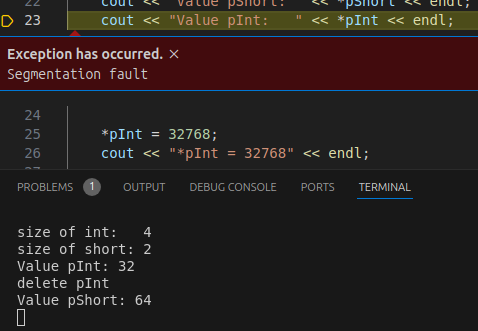 22 cout << "Value pShort: " << *pShort << endl;
23 cout << "Value pInt:   " << *pInt << endl;
Exception has occurred. ×
Segmentation fault
24
25 *pInt = 32768;
26 cout << "*pInt = 32768" << endl;
PROBLEMS 1 OUTPUT DEBUG CONSOLE PORTS TERMINAL
size of int:   4
size of short: 2
Value pInt: 32
delete pInt
Value pShort: 64